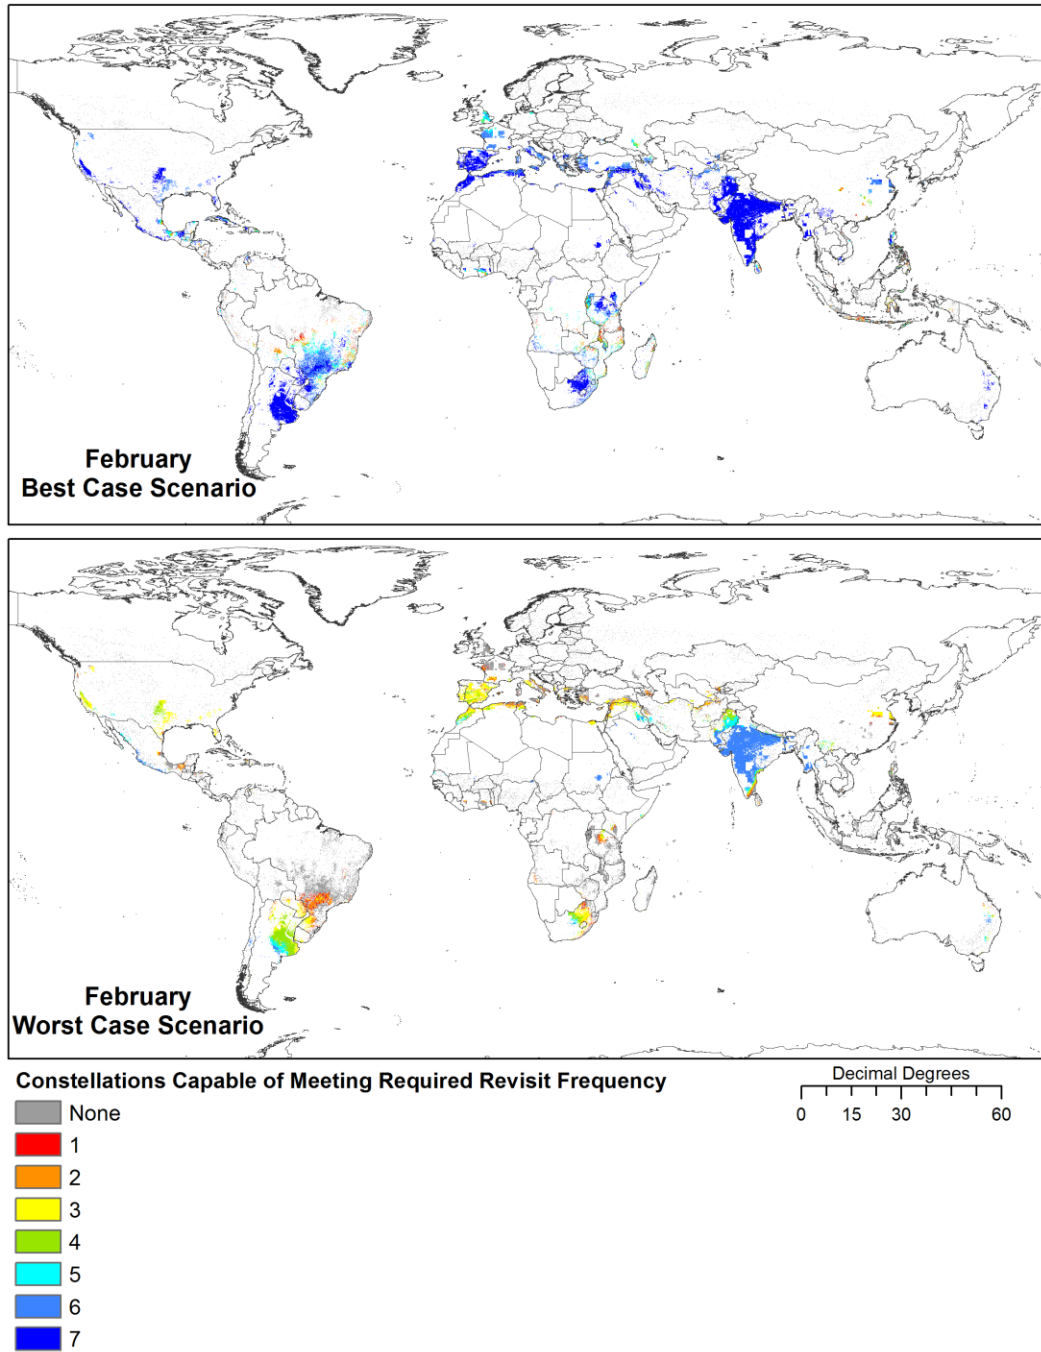 February
Best Case Scenario
February
Worst Case Scenario
Constellations Capable of Meeting Required Revisit Frequency
None
1
2
3
4
5
6
7
Decimal Degrees
0 15 30 60